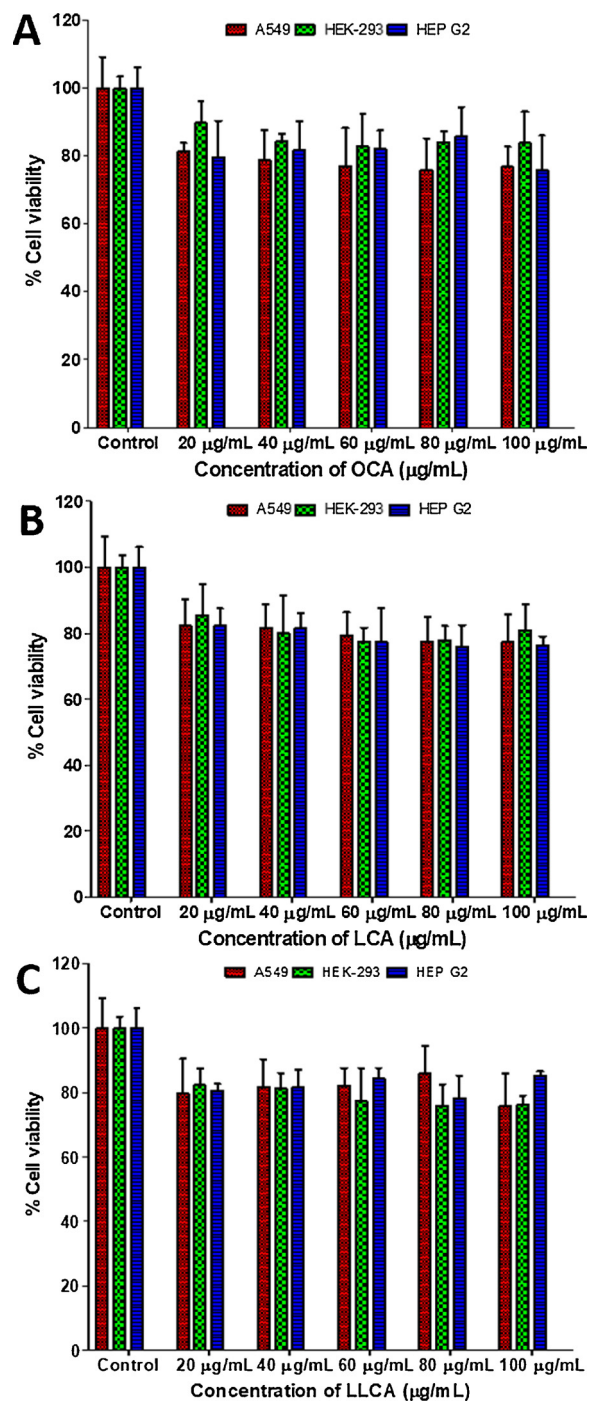 A
A549 HEK-293 HEP G2
120
100
80
60
40
20
0
% Cell viability
Control 20 μg/mL 40 μg/mL 60 μg/mL 80 μg/mL 100 μg/mL
Concentration of OCA (μg/mL)
B
A549 HEK-293 HEP G2
120
100
80
60
40
20
0
% Cell viability
Control 20 μg/mL 40 μg/mL 60 μg/mL 80 μg/mL 100 μg/mL
Concentration of LCA (μg/mL)
C
A549 HEK-293 HEP G2
120
100
80
60
40
20
0
% Cell viability
Control 20 μg/mL 40 μg/mL 60 μg/mL 80 μg/mL 100 μg/mL
Concentration of LLCA (μg/mL)